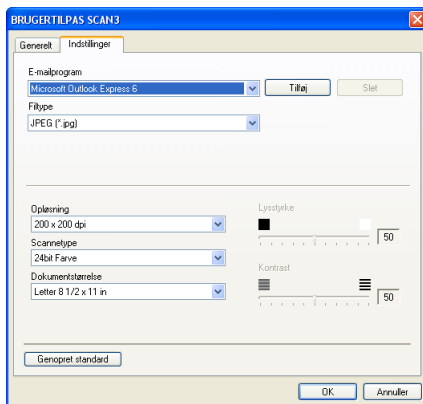 BRUGERTILPAS SCAN3
Generelt Indstillinger
E-mailprogram
Microsoft Outlook Express 6 Tilføj Slet
Filtype
JPEG (*.jpg)
Opløsning Lysstyrke
200 x 200 dpi
50
Scannetype
24bit Farve
Kontrast
Dokumentstørrelse
Letter 8 1/2 x 11 in
50
Genopret standard
OK Annuller